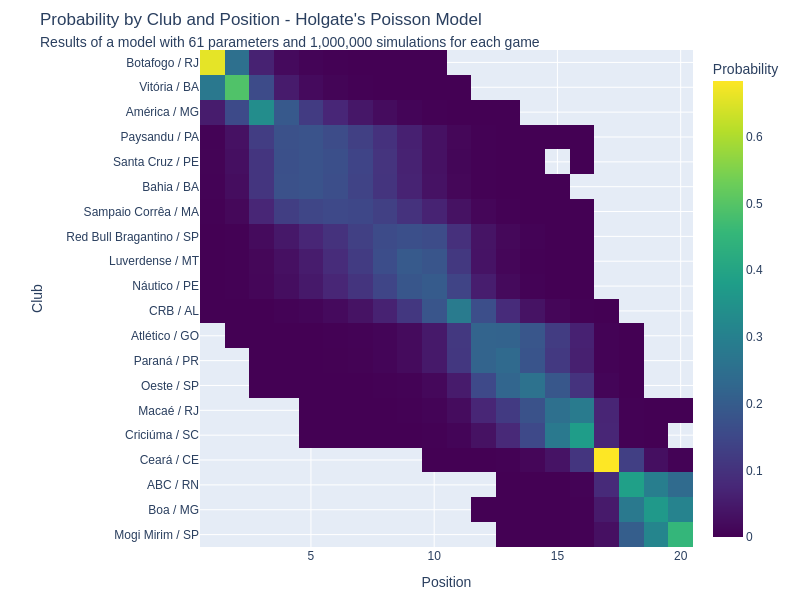 Probability by Club and Position - Holgate's Poisson Model
Results of a model with 61 parameters and 1,000,000 simulations for each game
Probability
Club
Botafogo / RJ
Vitória / BA
América / MG
Paysandu / PA
Santa Cruz / PE
Bahia / BA
Sampaio Corrêa / MA
Red Bull Bragantino / SP
Luverdense / MT
Náutico / PE
CRB / AL
Atlético / GO
Paraná / PR
Oeste / SP
Macaé / RJ
Criciúma / SC
Ceará / CE
ABC / RN
Boa / MG
Mogi Mirim / SP
0.6
0.5
0.4
0.3
0.2
0.1
0
5 10 15 20
Position